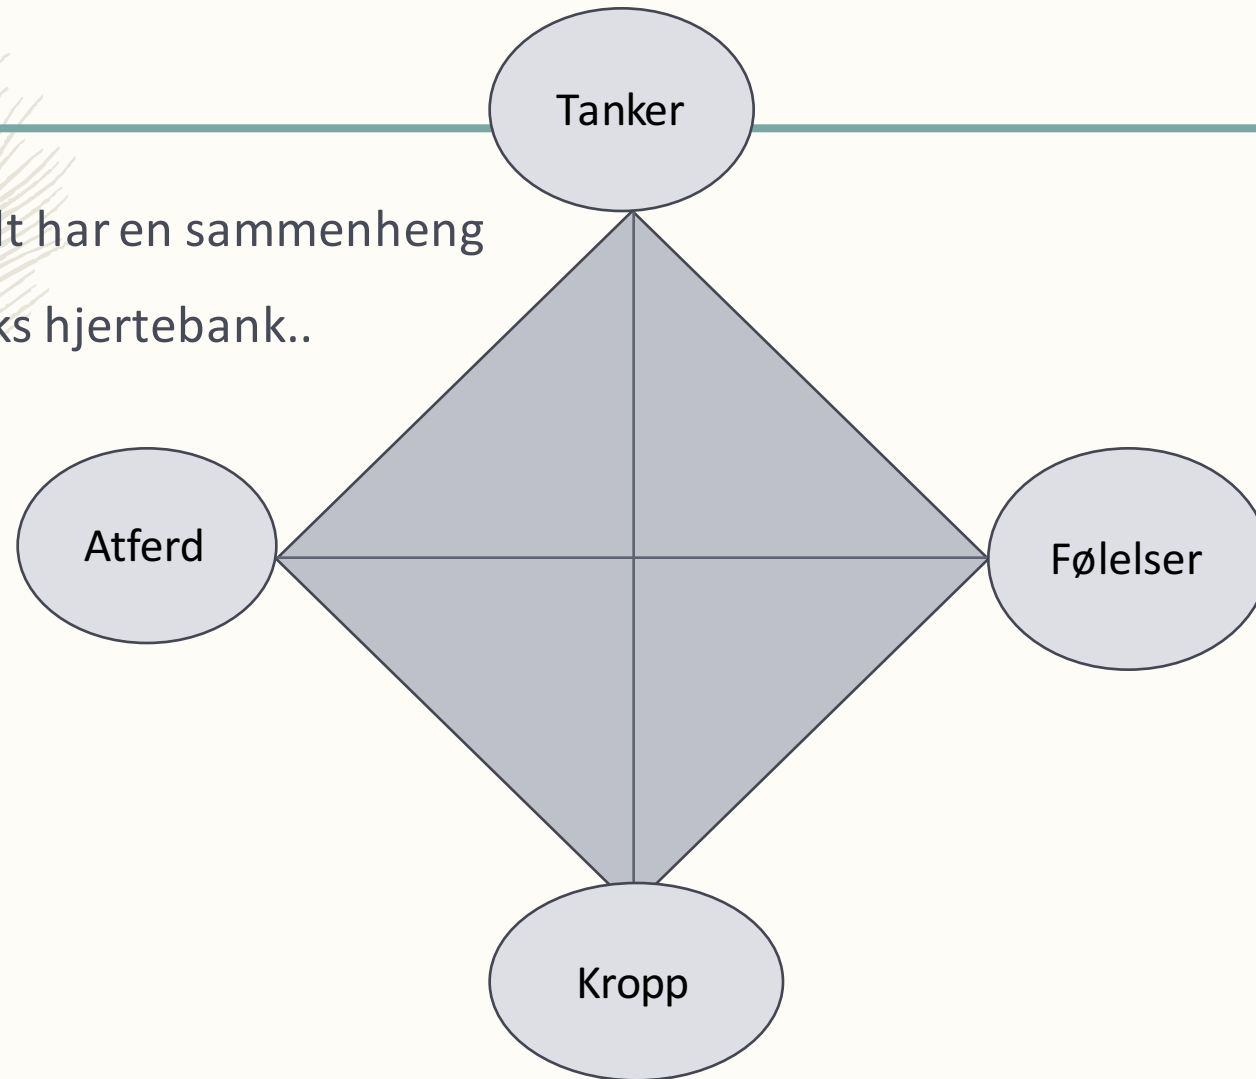 Tanker
lt har en sammenheng
ks hjertebank..
Atferd
Følelser
Kropp